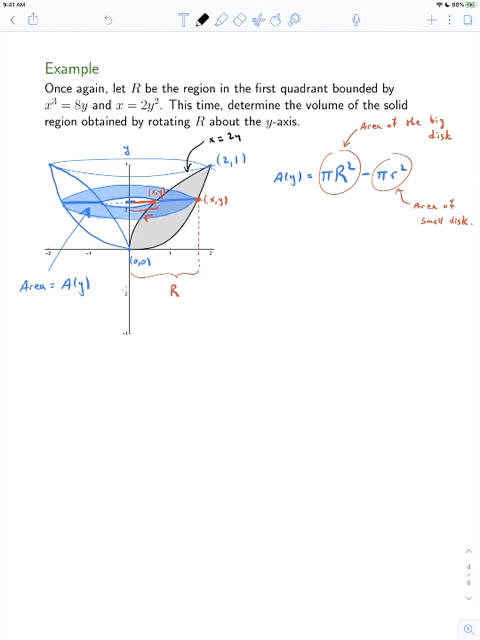 9:41 AM
88%
Example
Once again, let R be the region in the first quadrant bounded by
x³ = 8y and x = 2y². This time, determine the volume of the solid
region obtained by rotating R about the y-axis.
x = 2y
Area of the big
disk
y
(2,1)
A(y) = πR² - πr²
(x,y)
(x,y)
r
Area of
small disk.
-2 -1 1 2
(0,0)
Area = A(y)
R
-1
4
/
6